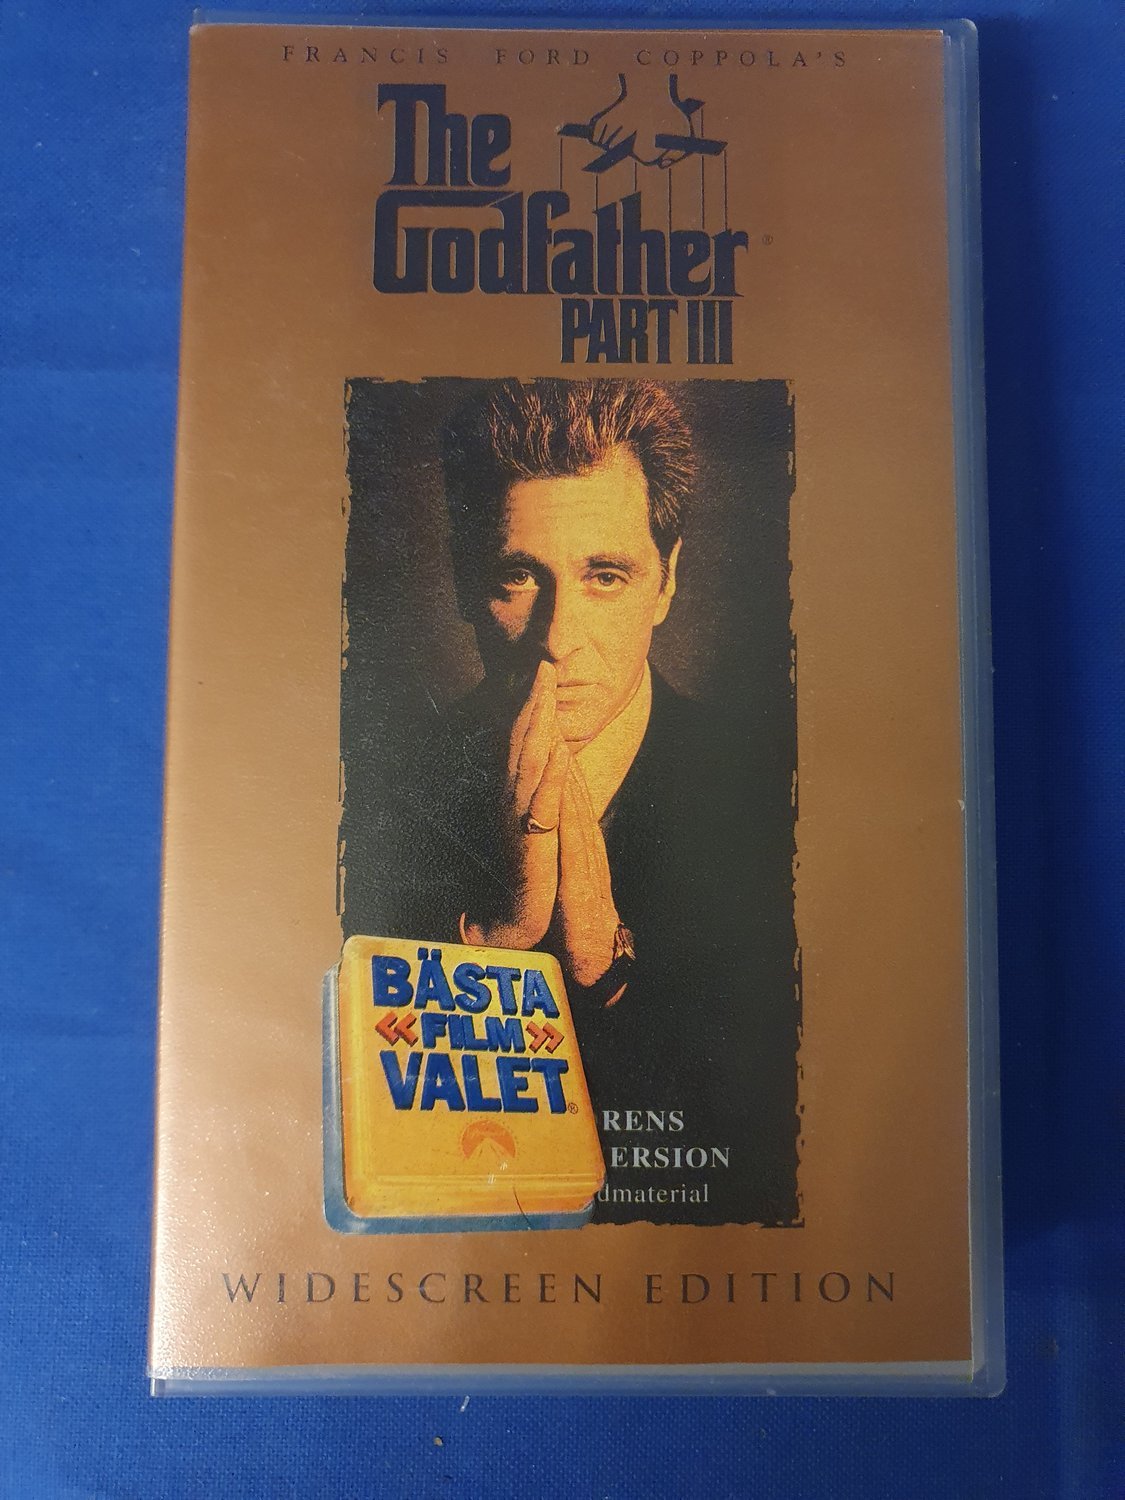 FRANCIS FORD COPPOLA'S
The
Godfather®
PART III
BÄSTA
«FILM»
VALET®
RENS
ERSION
dmaterial
WIDESCREEN EDITION